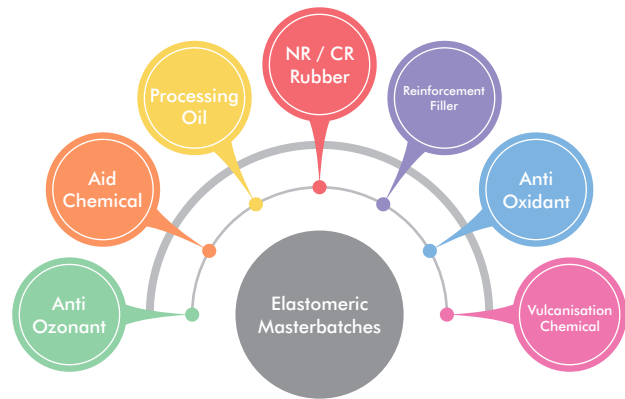 NR / CR
Rubber
Processing
Oil
Reinforcement
Filler
Aid
Chemical
Anti
Oxidant
Anti
Ozonant
Elastomeric
Masterbatches
Vulcanisation
Chemical